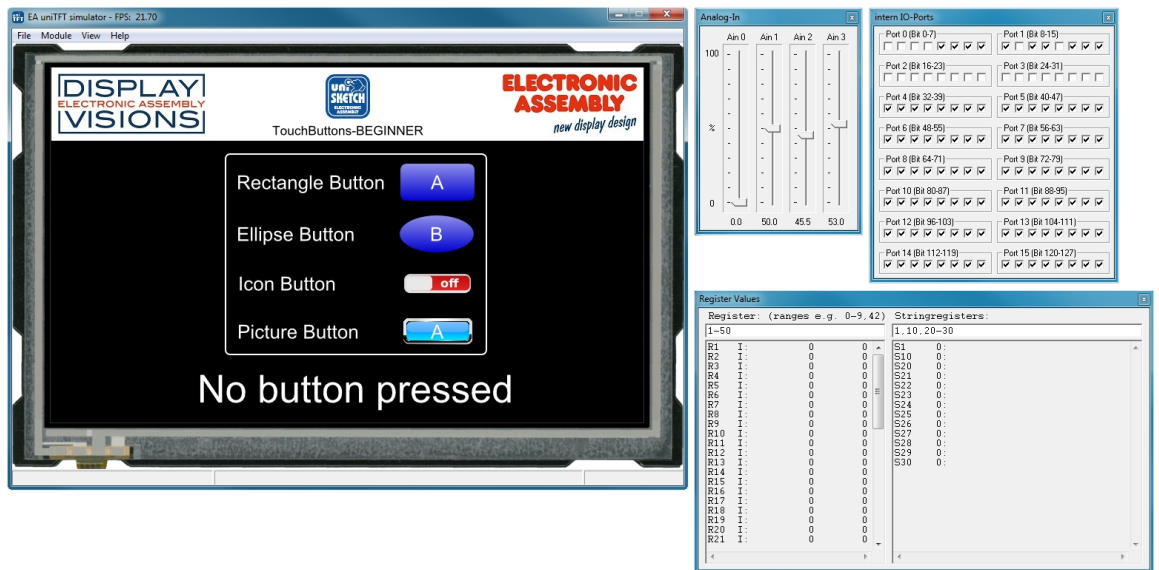 EA uniTFT simulator - FPS: 21.70
File Module View Help
DISPLAY
ELECTRONIC ASSEMBLY
VISIONS
uni
SKETCH
ELECTRONIC
ASSEMBLY
TouchButtons-BEGINNER
ELECTRONIC
ASSEMBLY
new display design
Rectangle Button A
Ellipse Button B
Icon Button off
Picture Button A
No button pressed
Analog-In
Ain 0 Ain 1 Ain 2 Ain 3
100
%
0
0.0 50.0 45.5 53.0
intern IO-Ports
Port 0 (Bit 0-7) Port 1 (Bit 8-15)
Port 2 (Bit 16-23) Port 3 (Bit 24-31)
Port 4 (Bit 32-39) Port 5 (Bit 40-47)
Port 6 (Bit 48-55) Port 7 (Bit 56-63)
Port 8 (Bit 64-71) Port 9 (Bit 72-79)
Port 10 (Bit 80-87) Port 11 (Bit 88-95)
Port 12 (Bit 96-103) Port 13 (Bit 104-111)
Port 14 (Bit 112-119) Port 15 (Bit 120-127)
Register Values
Register: (ranges e.g. 0-9,42) Stringregisters:
1-50 1,10,20-30
R1 I: 0 0 S1 0:
R2 I: 0 0 S10 0:
R3 I: 0 0 S20 0:
R4 I: 0 0 S21 0:
R5 I: 0 0 S22 0:
R6 I: 0 0 S23 0:
R7 I: 0 0 S24 0:
R8 I: 0 0 S25 0:
R9 I: 0 0 S26 0:
R10 I: 0 0 S27 0:
R11 I: 0 0 S28 0:
R12 I: 0 0 S29 0:
R13 I: 0 0 S30 0:
R14 I: 0 0
R15 I: 0 0
R16 I: 0 0
R17 I: 0 0
R18 I: 0 0
R19 I: 0 0
R20 I: 0 0
R21 I: 0 0